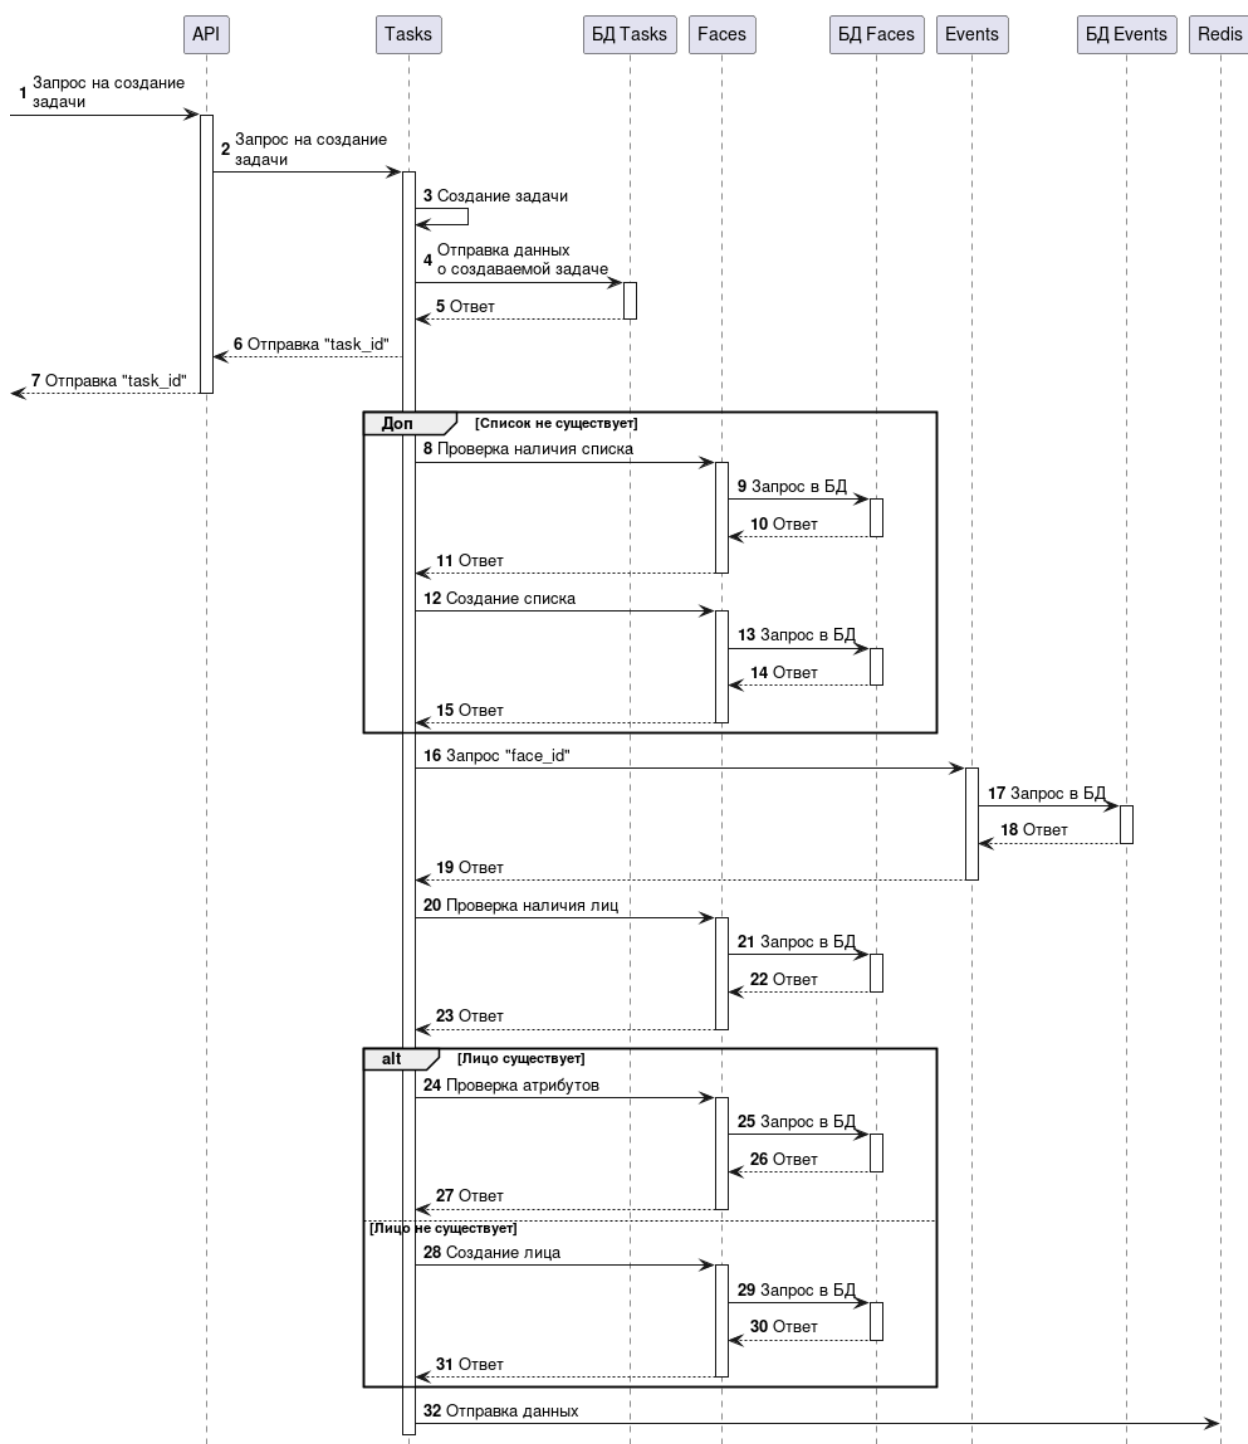 API
Tasks
БД Tasks
Faces
БД Faces
Events
БД Events
Redis
1 Запрос на создание
задачи
2 Запрос на создание
задачи
3 Создание задачи
4 Отправка данных
о создаваемой задаче
5 Ответ
6 Отправка "task_id"
7 Отправка "task_id"
Доп [Список не существует]
8 Проверка наличия списка
9 Запрос в БД
10 Ответ
11 Ответ
12 Создание списка
13 Запрос в БД
14 Ответ
15 Ответ
16 Запрос "face_id"
17 Запрос в БД
18 Ответ
19 Ответ
20 Проверка наличия лиц
21 Запрос в БД
22 Ответ
23 Ответ
alt [Лицо существует]
24 Проверка атрибутов
25 Запрос в БД
26 Ответ
27 Ответ
[Лицо не существует]
28 Создание лица
29 Запрос в БД
30 Ответ
31 Ответ
32 Отправка данных